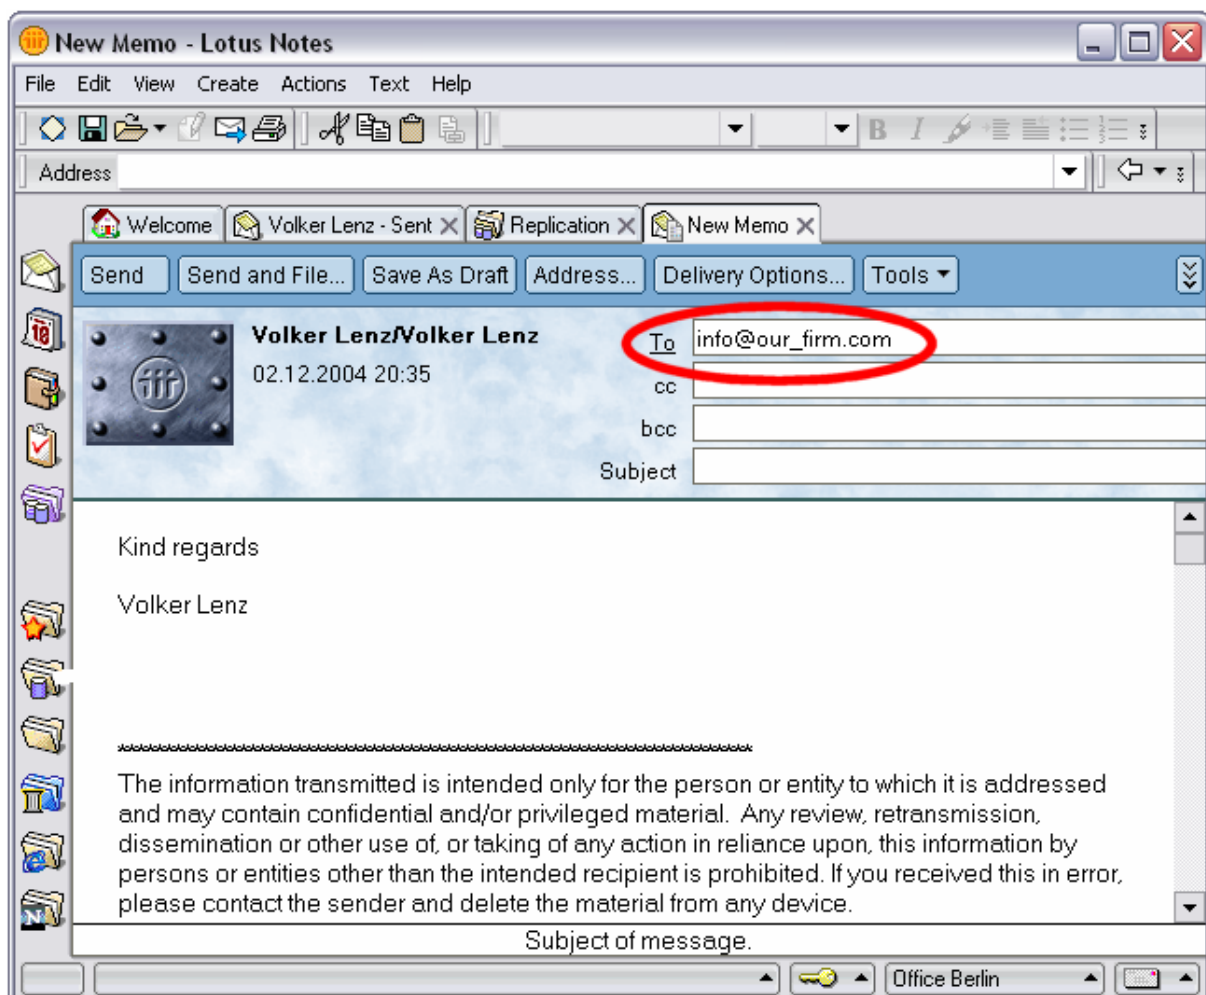 New Memo - Lotus Notes
File Edit View Create Actions Text Help
B I
Address
Welcome Volker Lenz - Sent Replication New Memo
Send Send and File... Save As Draft Address... Delivery Options... Tools
Volker Lenz/Volker Lenz
To info@our_firm.com
02.12.2004 20:35
cc
bcc
Subject
Kind regards
Volker Lenz
The information transmitted is intended only for the person or entity to which it is addressed
and may contain confidential and/or privileged material. Any review, retransmission,
dissemination or other use of, or taking of any action in reliance upon, this information by
persons or entities other than the intended recipient is prohibited. If you received this in error,
please contact the sender and delete the material from any device.
Subject of message.
Office Berlin